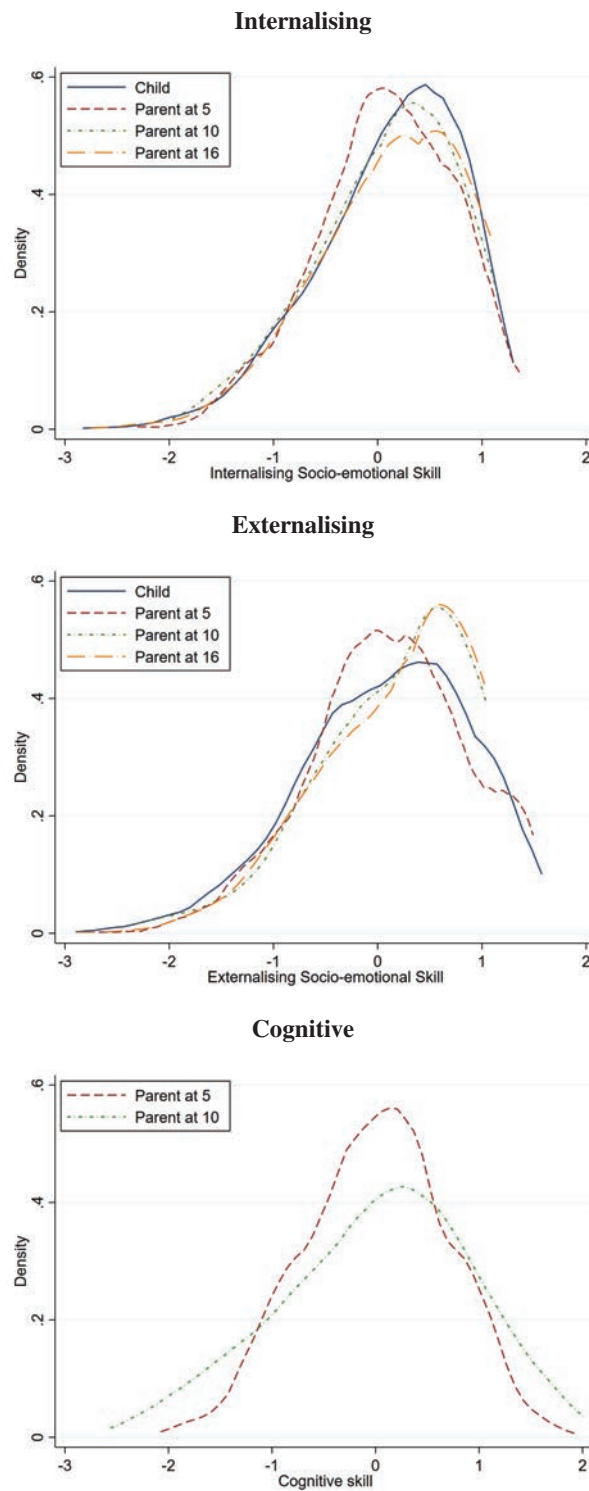 Internalising
Child
Parent at 5
Parent at 10
Parent at 16
Density
0 .2 .4 .6
-3 -2 -1 0 1 2
Internalising Socio-emotional Skill
Externalising
Child
Parent at 5
Parent at 10
Parent at 16
Density
0 .2 .4 .6
-3 -2 -1 0 1 2
Externalising Socio-emotional Skill
Cognitive
Parent at 5
Parent at 10
Density
0 .2 .4 .6
-3 -2 -1 0 1 2
Cognitive skill